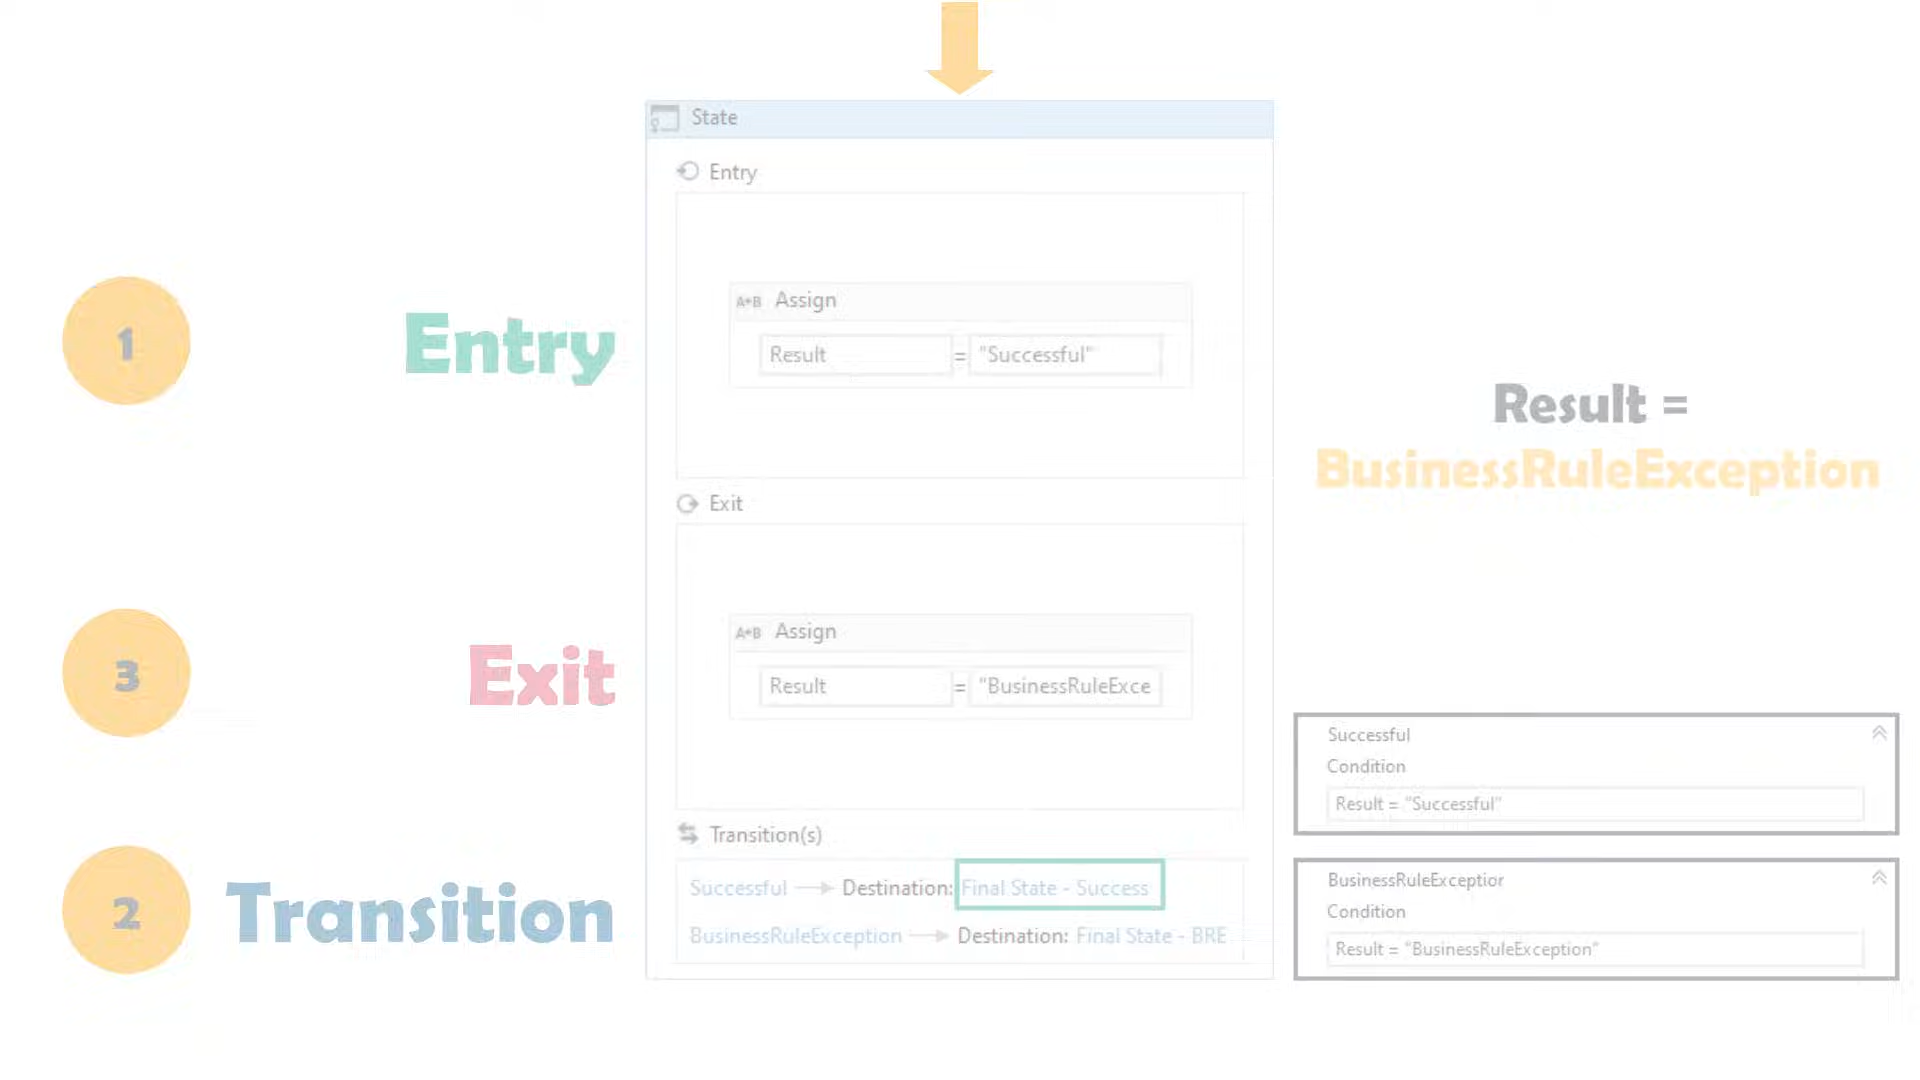 State
Entry
1
Entry
A+B Assign
Result = "Successful"
Result =
BusinessRuleException
Exit
3
Exit
A+B Assign
Result = "BusinessRuleExce
Successful
Condition
Result = "Successful"
2
Transition
Transition(s)
Successful Destination: Final State - Success
BusinessRuleException Destination: Final State - BRE
BusinessRuleExceptior
Condition
Result = "BusinessRuleException"